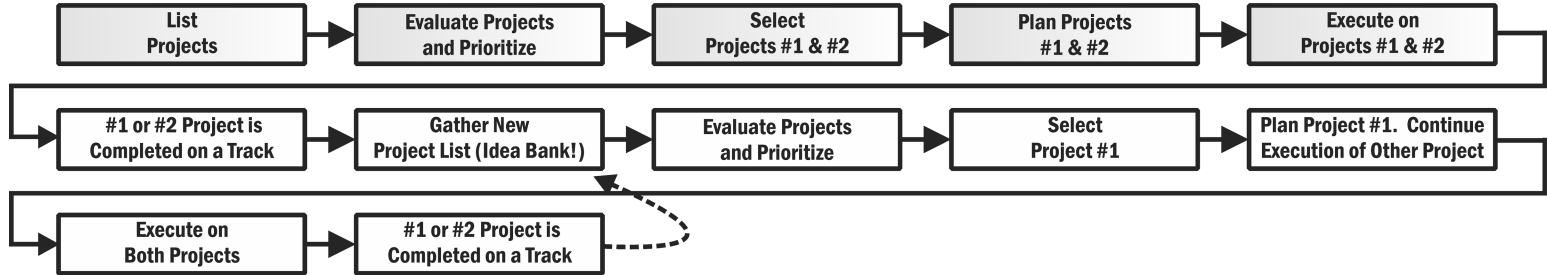 List
Projects
Evaluate Projects
and Prioritize
Select
Projects #1 & #2
Plan Projects
#1 & #2
Execute on
Projects #1 & #2
#1 or #2 Project is
Completed on a Track
Gather New
Project List (Idea Bank!)
Evaluate Projects
and Prioritize
Select
Project #1
Plan Project #1. Continue
Execution of Other Project
Execute on
Both Projects
#1 or #2 Project is
Completed on a Track